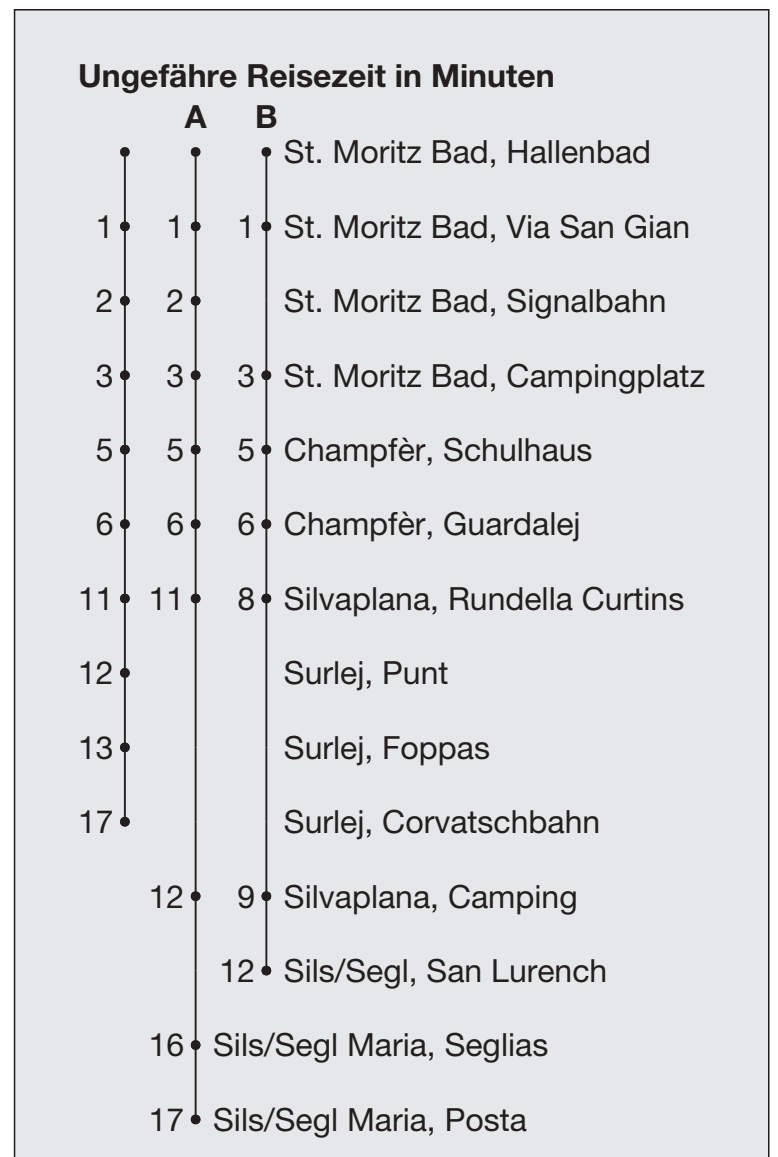 Ungefähre Reisezeit in Minuten
A B
St. Moritz Bad, Hallenbad
1 1 1 St. Moritz Bad, Via San Gian
2 2 St. Moritz Bad, Signalbahn
3 3 3 St. Moritz Bad, Campingplatz
5 5 5 Champfèr, Schulhaus
6 6 6 Champfèr, Guardalej
11 11 8 Silvaplana, Rundella Curtins
12 Surlej, Punt
13 Surlej, Foppas
17 Surlej, Corvatschbahn
12 9 Silvaplana, Camping
12 Sils/Segl, San Lurench
16 Sils/Segl Maria, Seglias
17 Sils/Segl Maria, Posta